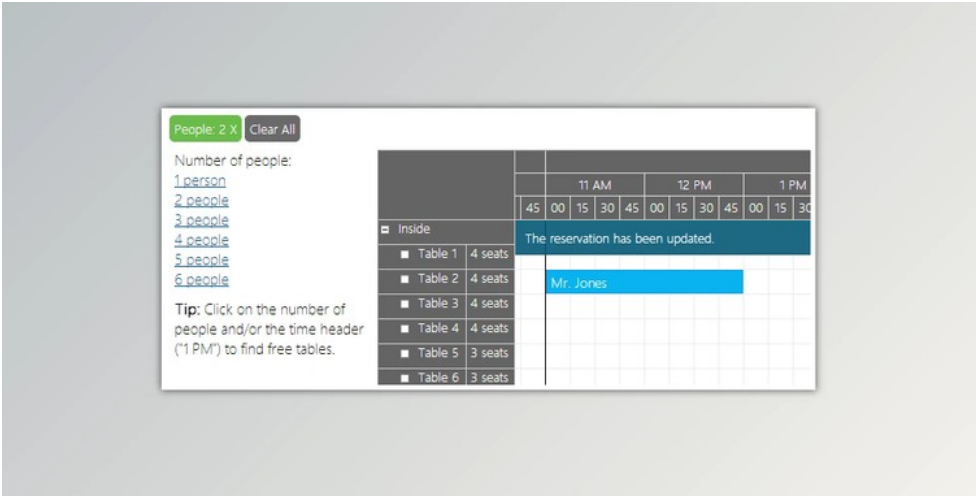 People: 2 X Clear All
Number of people:
1 person
2 people
3 people
4 people
5 people
6 people
Tip: Click on the number of
people and/or the time header
("1 PM") to find free tables.
11 AM 12 PM 1 PM
45 00 15 30 45 00 15 30 45 00 15 30
Inside
The reservation has been updated.
Table 1 4 seats
Table 2 4 seats
Mr. Jones
Table 3 4 seats
Table 4 4 seats
Table 5 3 seats
Table 6 3 seats